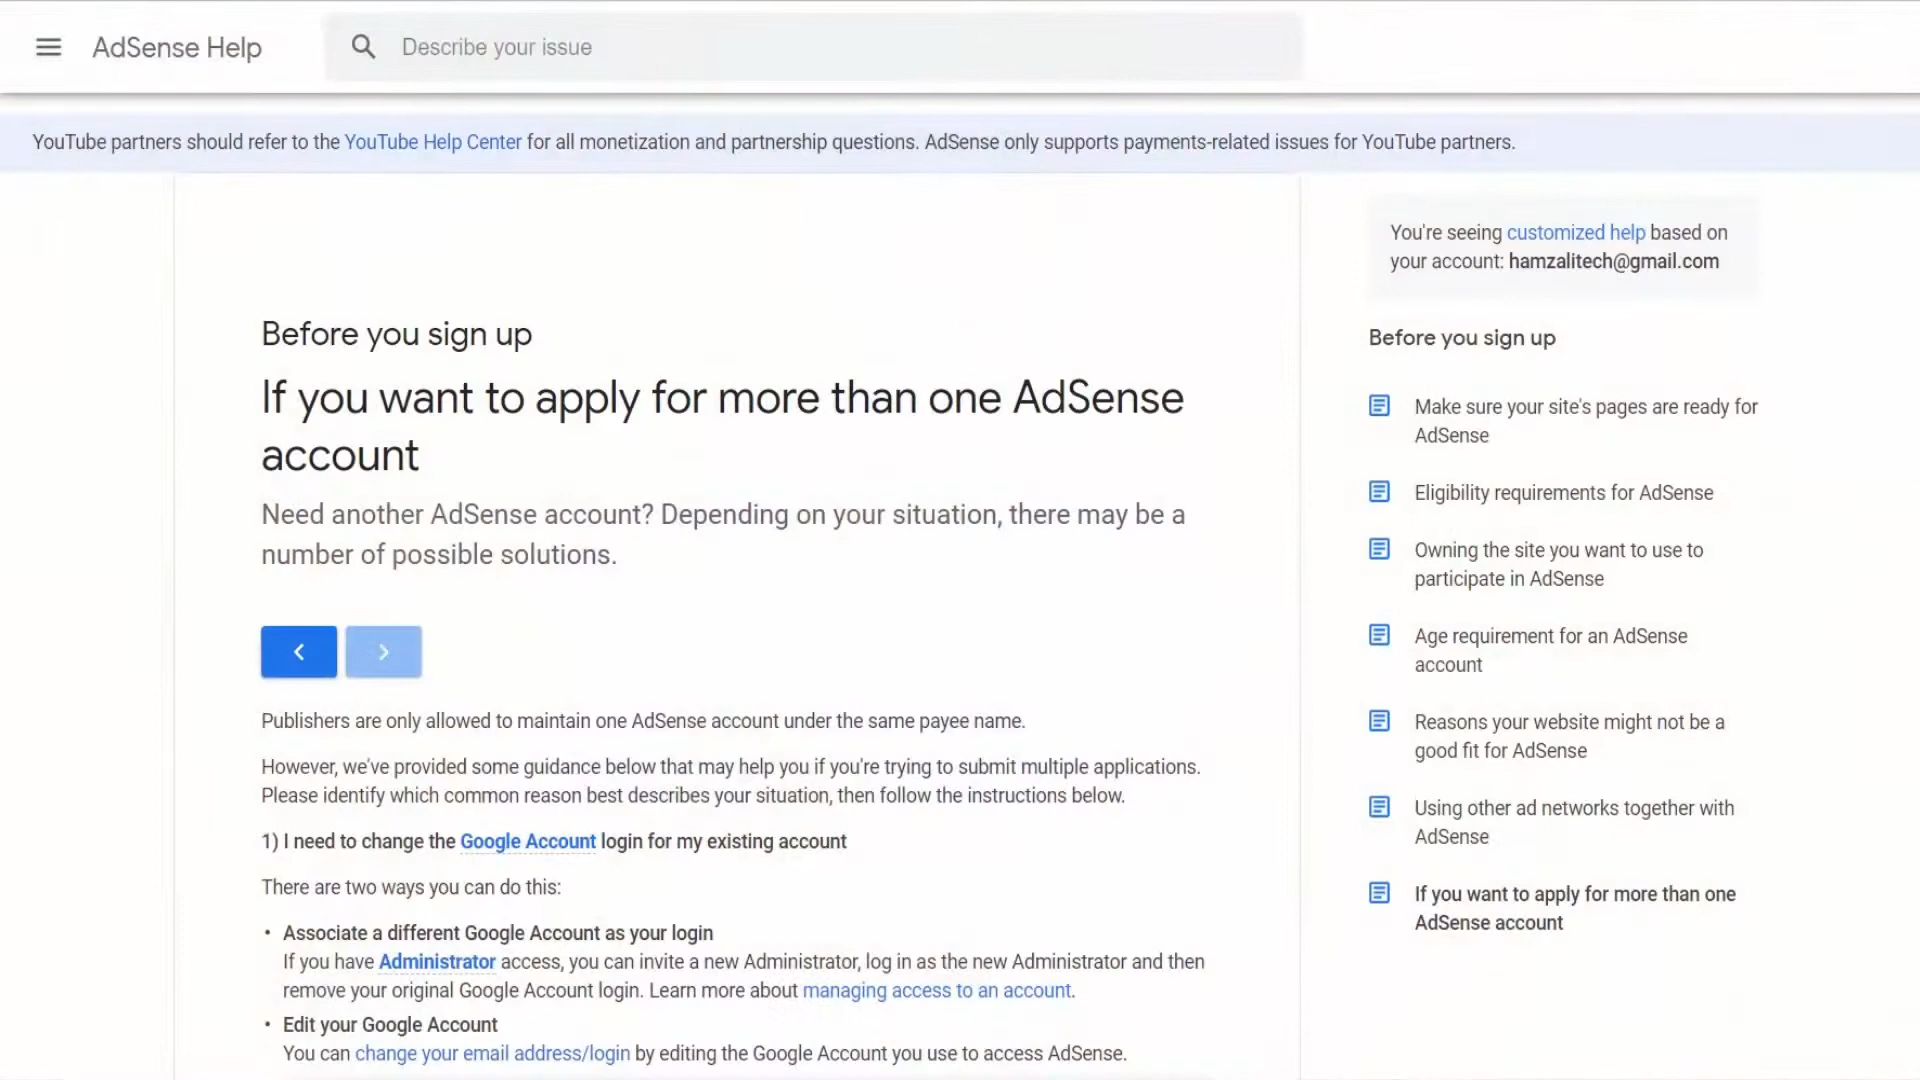 AdSense Help
Describe your issue
YouTube partners should refer to the YouTube Help Center for all monetization and partnership questions. AdSense only supports payments-related issues for YouTube partners.
Before you sign up
If you want to apply for more than one AdSense
account
Need another AdSense account? Depending on your situation, there may be a
number of possible solutions.
Publishers are only allowed to maintain one AdSense account under the same payee name.
However, we've provided some guidance below that may help you if you're trying to submit multiple applications.
Please identify which common reason best describes your situation, then follow the instructions below.
1) I need to change the Google Account login for my existing account
There are two ways you can do this:
• Associate a different Google Account as your login
If you have Administrator access, you can invite a new Administrator, log in as the new Administrator and then
remove your original Google Account login. Learn more about managing access to an account.
• Edit your Google Account
You can change your email address/login by editing the Google Account you use to access AdSense.
You're seeing customized help based on
your account: hamzalitech@gmail.com
Before you sign up
Make sure your site's pages are ready for
AdSense
Eligibility requirements for AdSense
Owning the site you want to use to
participate in AdSense
Age requirement for an AdSense
account
Reasons your website might not be a
good fit for AdSense
Using other ad networks together with
AdSense
If you want to apply for more than one
AdSense account